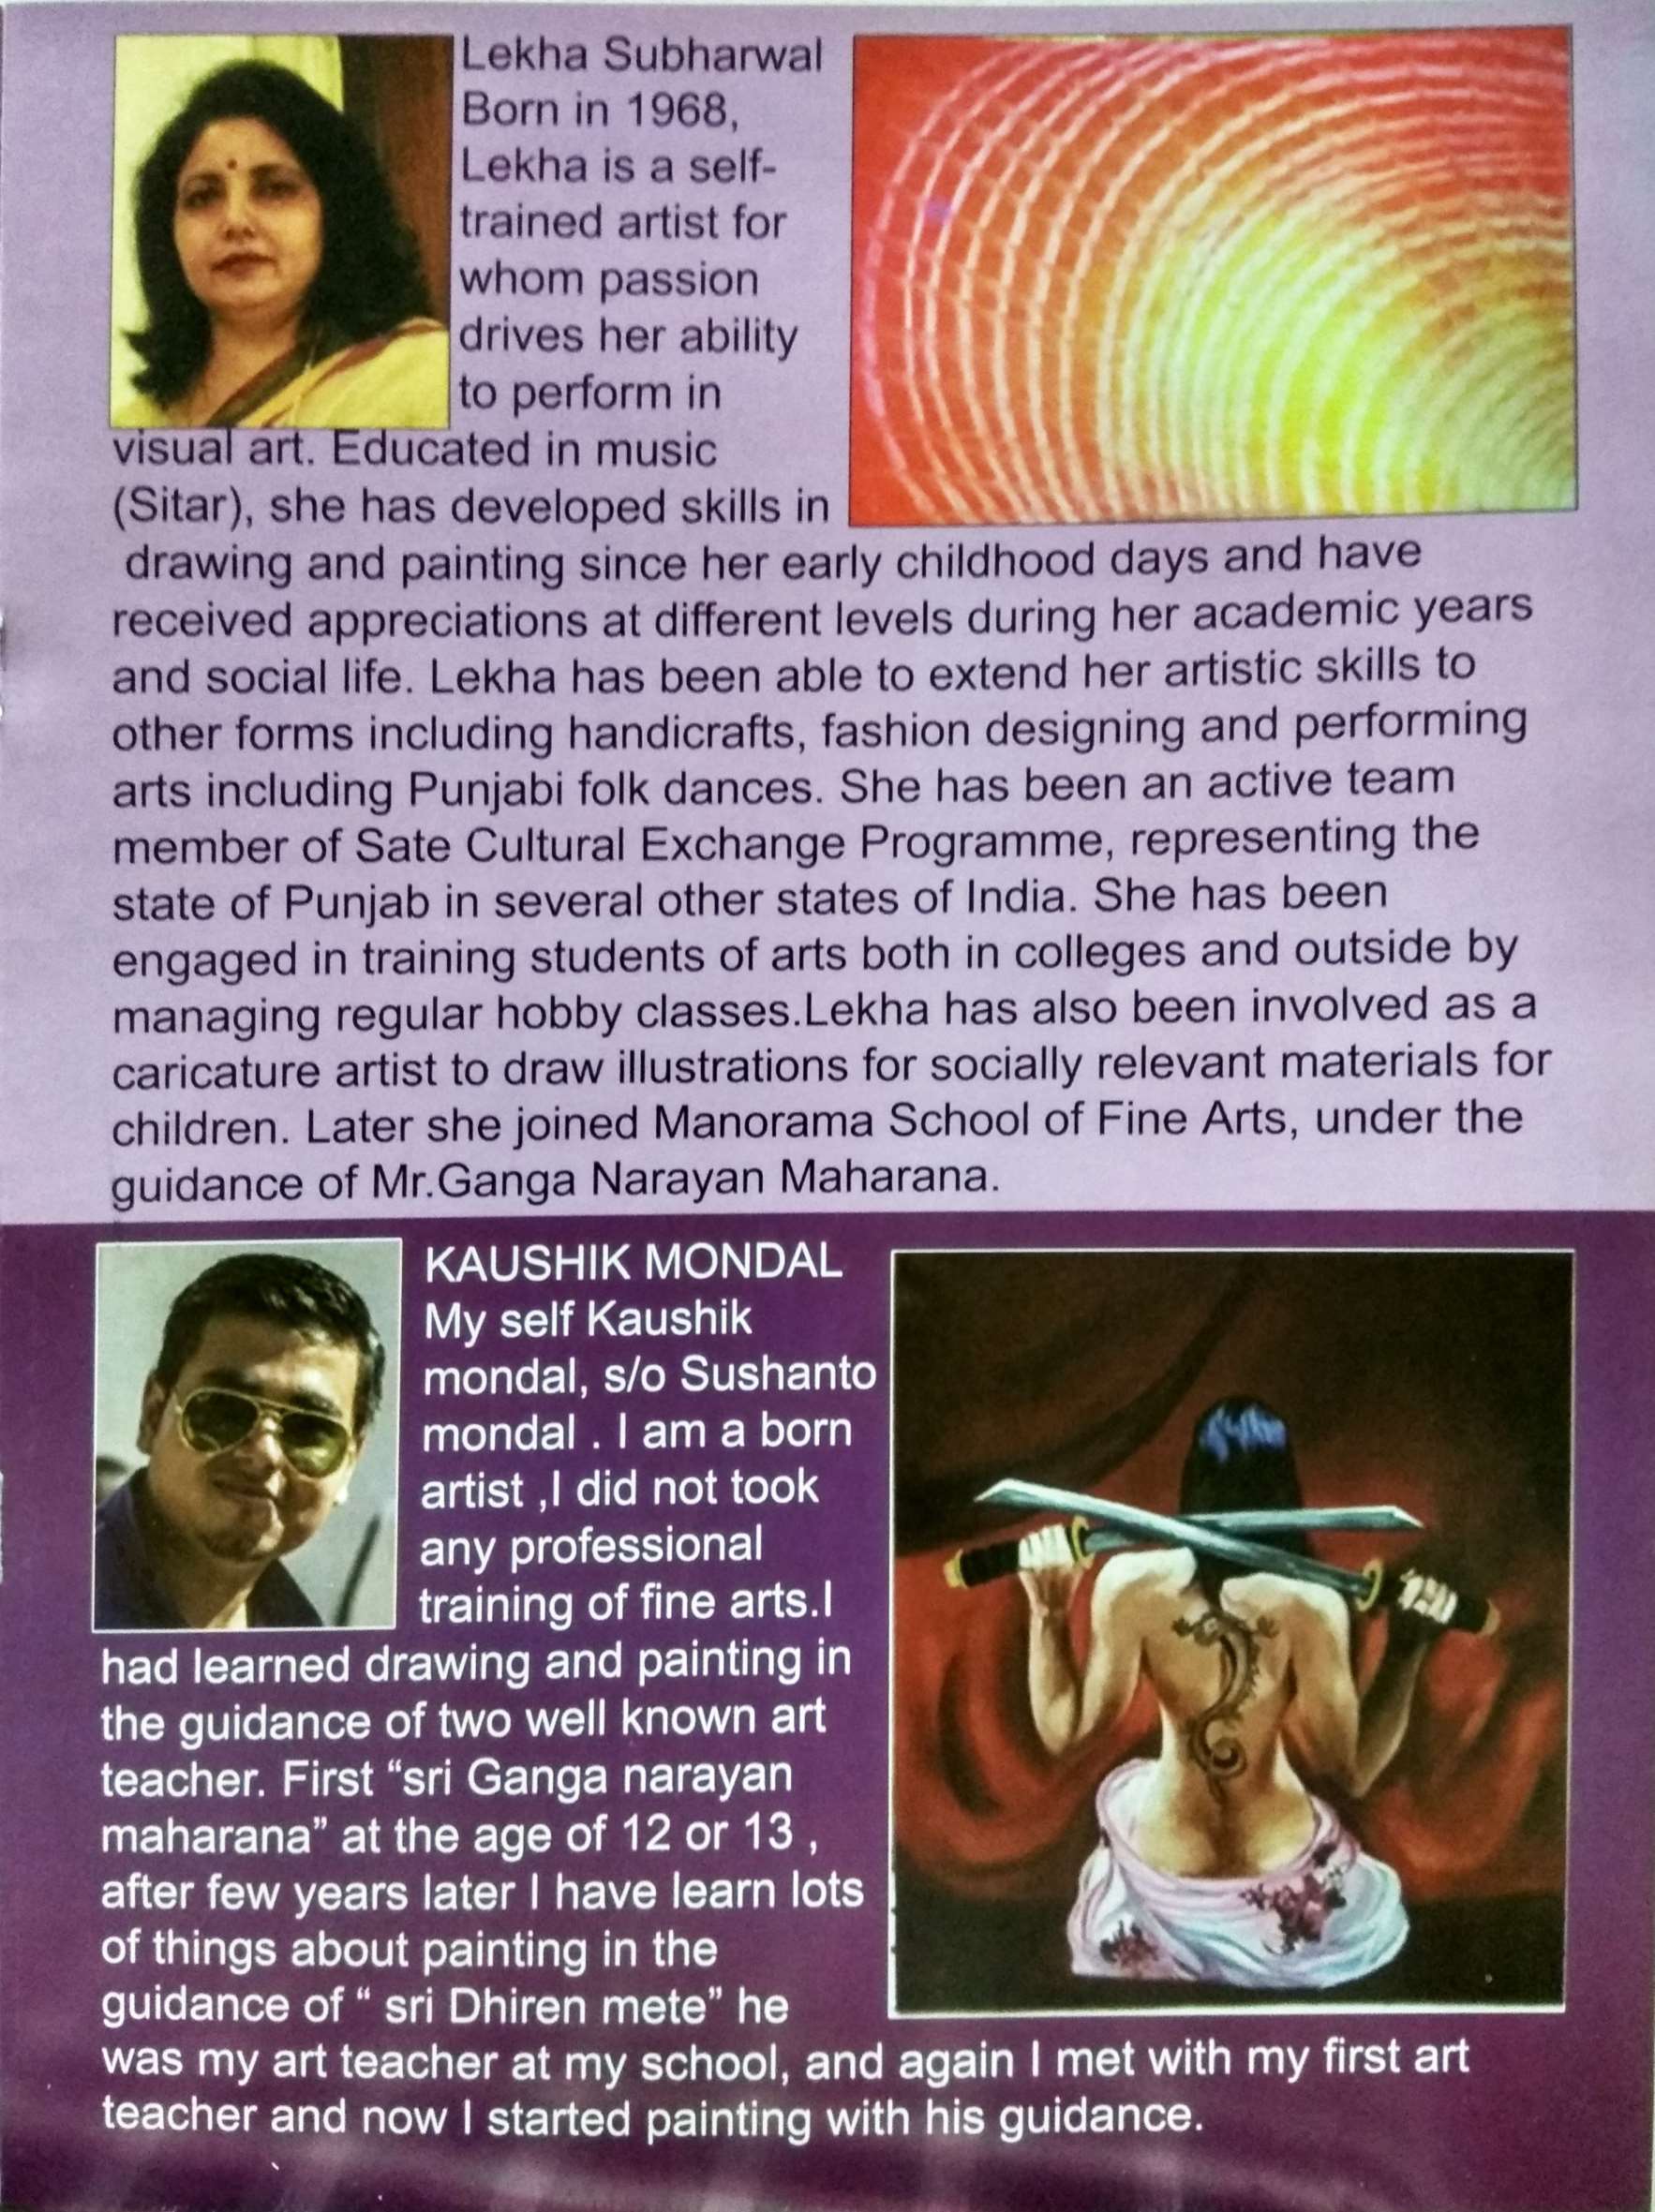 Lekha Subharwal
Born in 1968,
Lekha is a self-
trained artist for
whom passion
drives her ability
to perform in
visual art. Educated in music
(Sitar), she has developed skills in
drawing and painting since her early childhood days and have
received appreciations at different levels during her academic years
and social life. Lekha has been able to extend her artistic skills to
other forms including handicrafts, fashion designing and performing
arts including Punjabi folk dances. She has been an active team
member of Sate Cultural Exchange Programme, representing the
state of Punjab in several other states of India. She has been
engaged in training students of arts both in colleges and outside by
managing regular hobby classes.Lekha has also been involved as a
caricature artist to draw illustrations for socially relevant materials for
children. Later she joined Manorama School of Fine Arts, under the
guidance of Mr.Ganga Narayan Maharana.
KAUSHIK MONDAL
My self Kaushik
mondal, s/o Sushanto
mondal . I am a born
artist ,I did not took
any professional
training of fine arts.I
had learned drawing and painting in
the guidance of two well known art
teacher. First “sri Ganga narayan
maharana” at the age of 12 or 13 ,
after few years later I have learn lots
of things about painting in the
guidance of “ sri Dhiren mete” he
was my art teacher at my school, and again I met with my first art
teacher and now I started painting with his guidance.